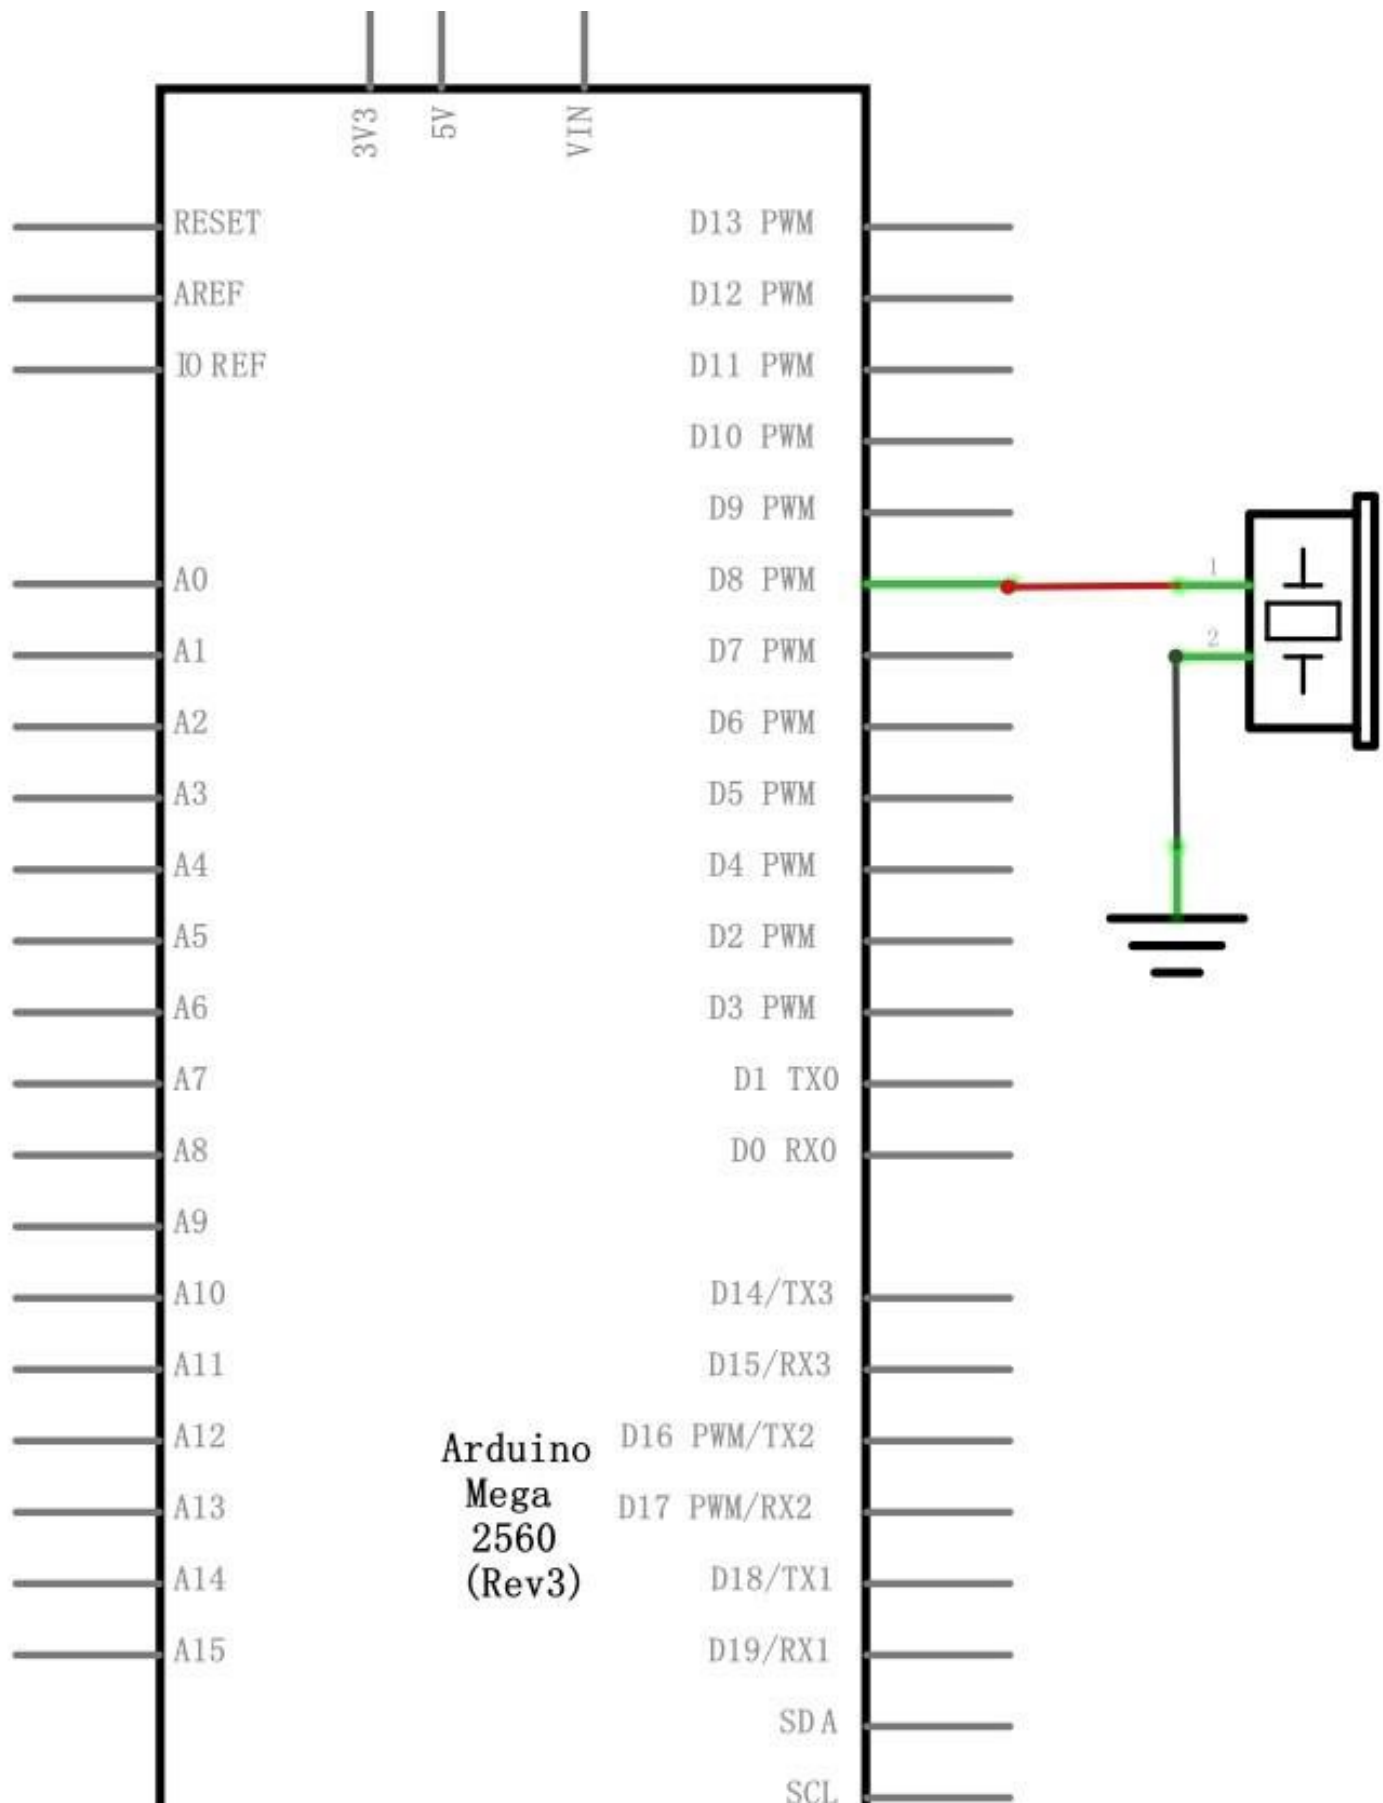 3V3
5V
VIN
RESET
AREF
IO REF
A0
A1
A2
A3
A4
A5
A6
A7
A8
A9
A10
A11
A12
A13
A14
A15
Arduino
Mega
2560
(Rev3)
D13 PWM
D12 PWM
D11 PWM
D10 PWM
D9 PWM
D8 PWM
D7 PWM
D6 PWM
D5 PWM
D4 PWM
D2 PWM
D3 PWM
D1 TX0
D0 RX0
D14/TX3
D15/RX3
D16 PWM/TX2
D17 PWM/RX2
D18/TX1
D19/RX1
SDA
SCL
1
2